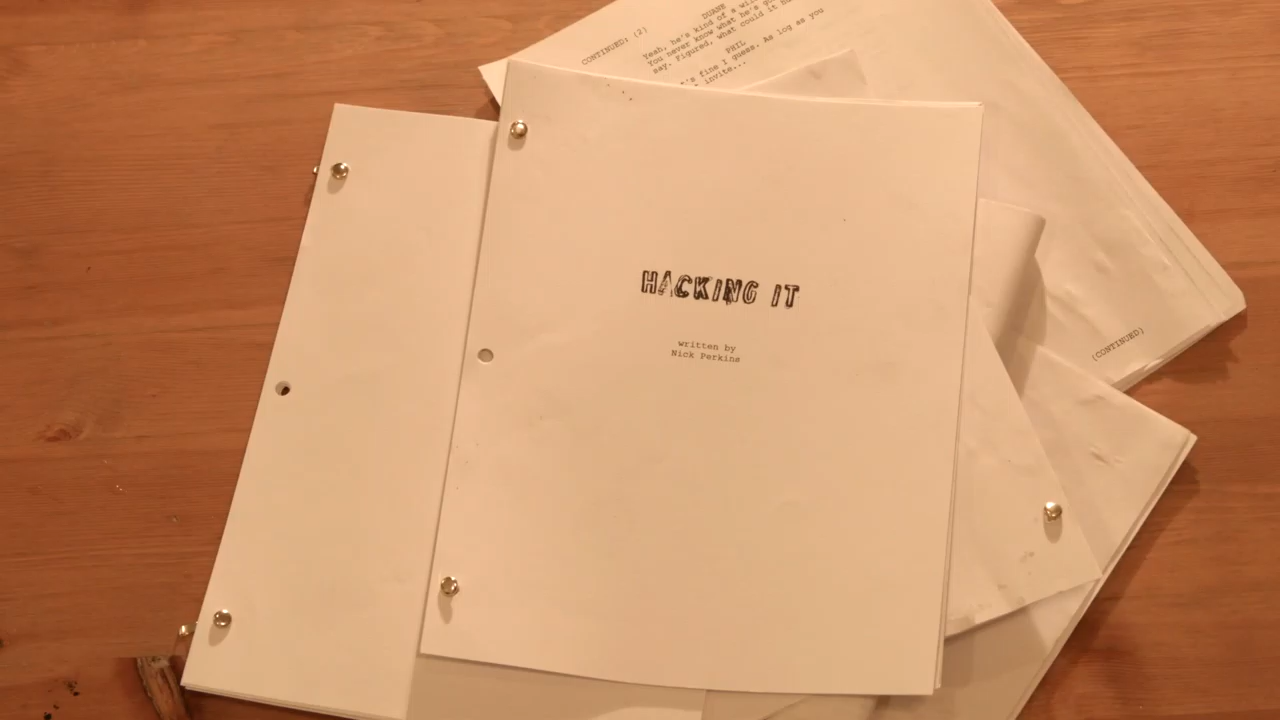 CONTINUED: (2)
DUANE
Yeah, he's kind of a
You never know what he's
say. Figured, what could it
PHIL
's fine I guess. As log as you
invite...
HACKING IT
written by
Nick Perkins
(CONTINUED)